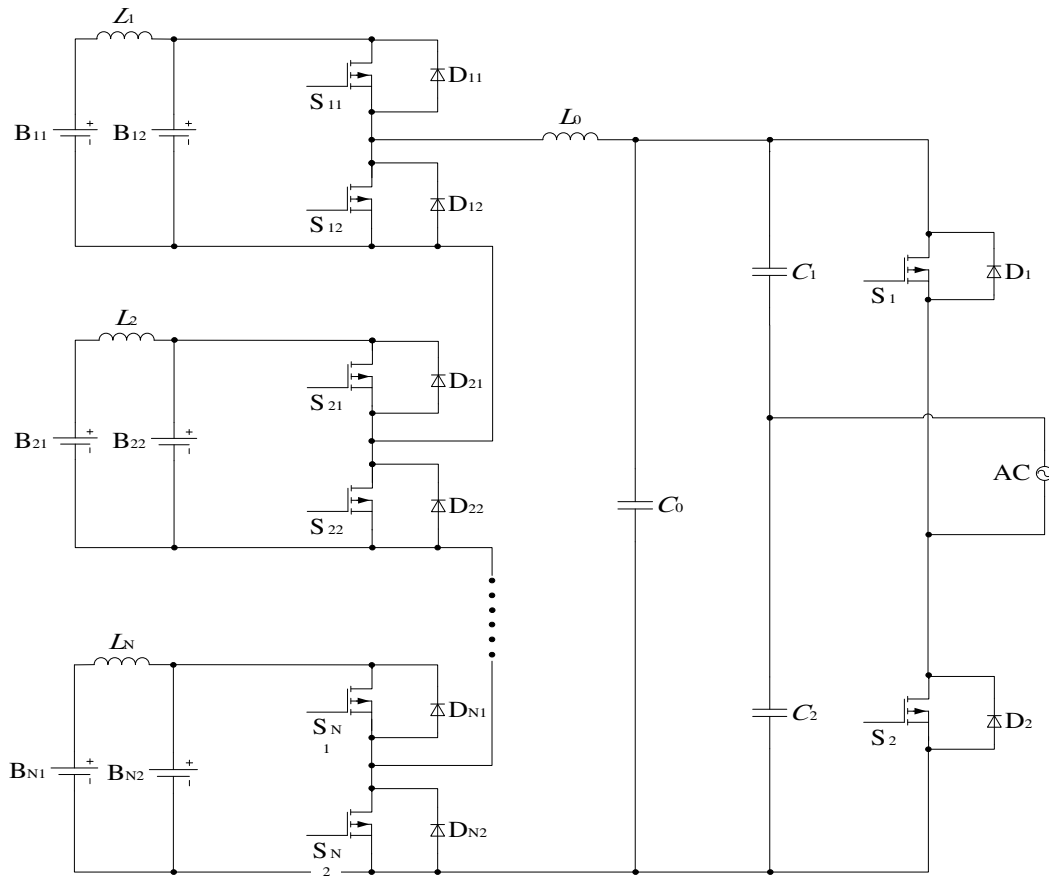 L1
B11
+
B12
+
S11
D11
S12
D12
L0
L2
B21
+
B22
+
S21
D21
S22
D22
LN
BN1
+
BN2
+
SN
1
DN1
SN
2
DN2
C0
C1
C2
S1
D1
AC
S2
D2